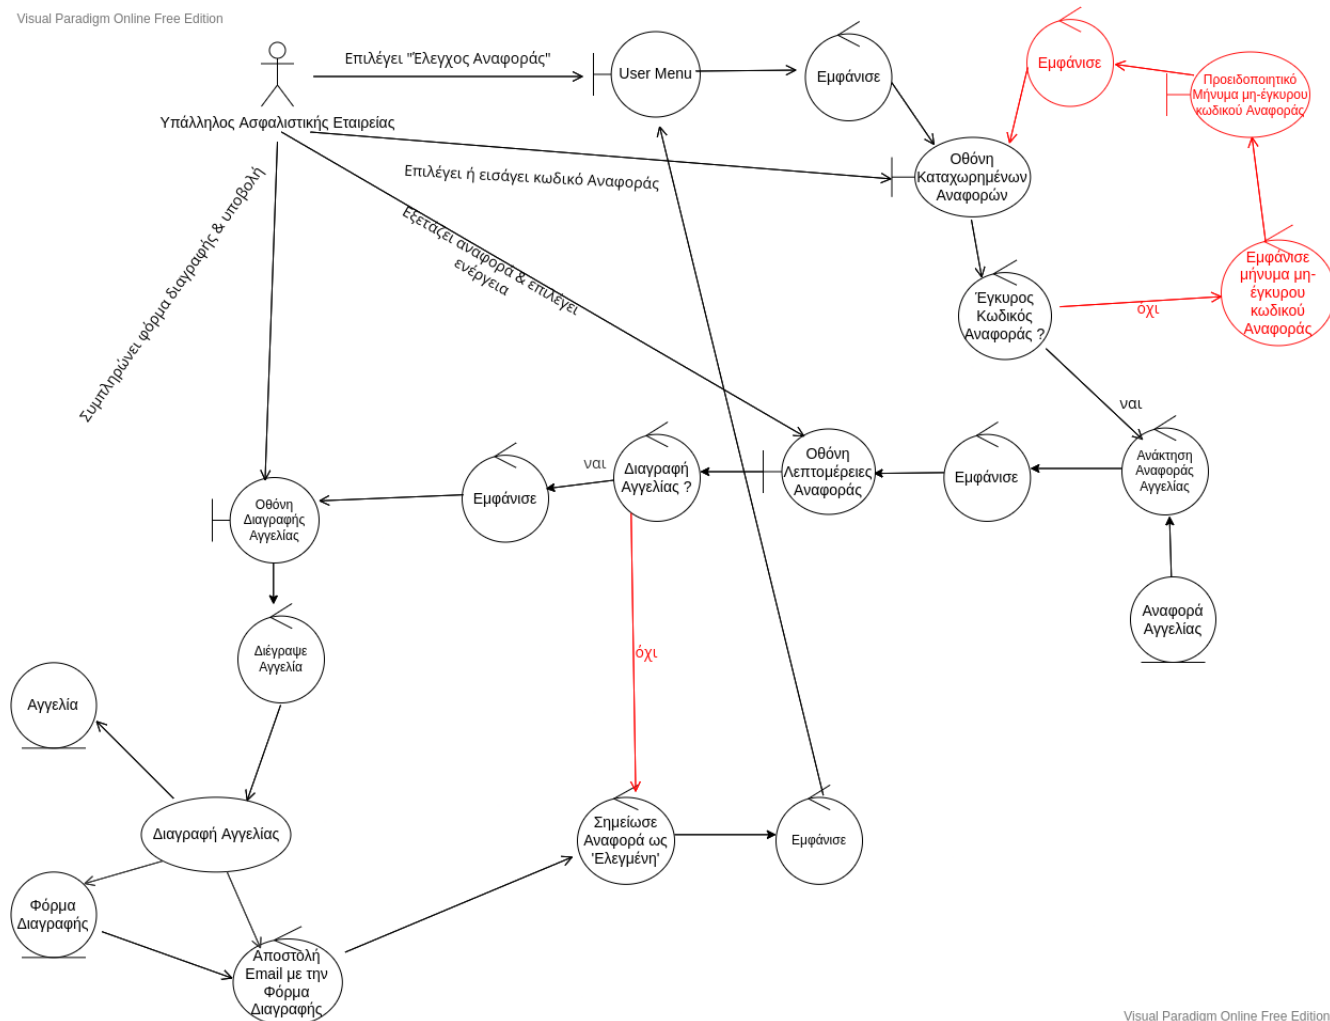 Visual Paradigm Online Free Edition
Επιλέγει "Έλεγχος Αναφοράς"
User Menu
Εμφάνισε
Εμφάνισε
Προειδοποιητικό
Μήνυμα μη-έγκυρου
κωδικού Αναφοράς
Υπάλληλος Ασφαλιστικής Εταιρείας
Επιλέγει ή εισάγει κωδικό Αναφοράς
Οθόνη
Καταχωρημένων
Αναφορών
Συμπληρώνει φόρμα διαγραφής & υποβολή
Εξετάζει αναφορά & επιλέγει
ενέργεια
Έγκυρος
Κωδικός
Αναφοράς ?
όχι
Εμφάνισε
μήνυμα μη-
έγκυρου
κωδικού
Αναφοράς
ναι
Οθόνη
Διαγραφής
Αγγελίας
Εμφάνισε
ναι
Διαγραφή
Αγγελίας ?
Οθόνη
Λεπτομέρειες
Αναφοράς
Εμφάνισε
Ανάκτηση
Αναφοράς
Αγγελίας
Αναφορά
Αγγελίας
Διέγραψε
Αγγελία
όχι
Αγγελία
Διαγραφή Αγγελίας
Σημείωσε
Αναφορά ως
'Ελεγμένη'
Εμφάνισε
Φόρμα
Διαγραφής
Αποστολή
Email με την
Φόρμα
Διαγραφής
Visual Paradigm Online Free Edition